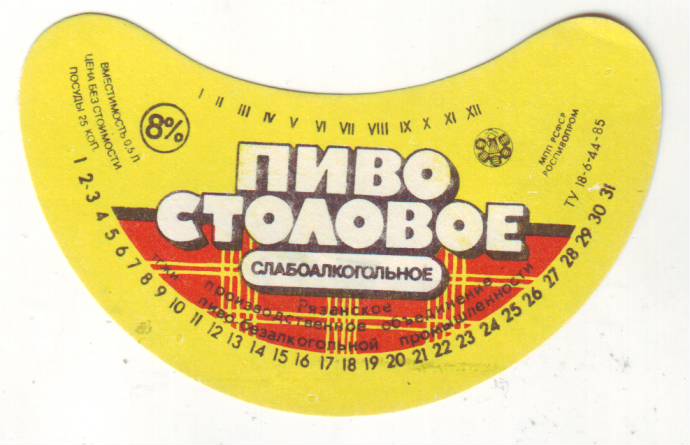 ВМЕСТИМОСТЬ 0,5 Л
ЦЕНА БЕЗ СТОИМОСТИ
ПОСУДЫ 25 КОП.
8%
I II III IV V VI VII VIII IX X XI XII
МПП РСФСР
РОСПИВОПРОМ
ТУ 18-6-44-85
ПИВО
СТОЛОВОЕ
СЛАБОАЛКОГОЛЬНОЕ
Рязанское
производственное объединение
пиво-безалкогольной промышленности
1 2 3 4 5 6 7 8 9 10 11 12 13 14 15 16 17 18 19 20 21 22 23 24 25 26 27 28 29 30 31